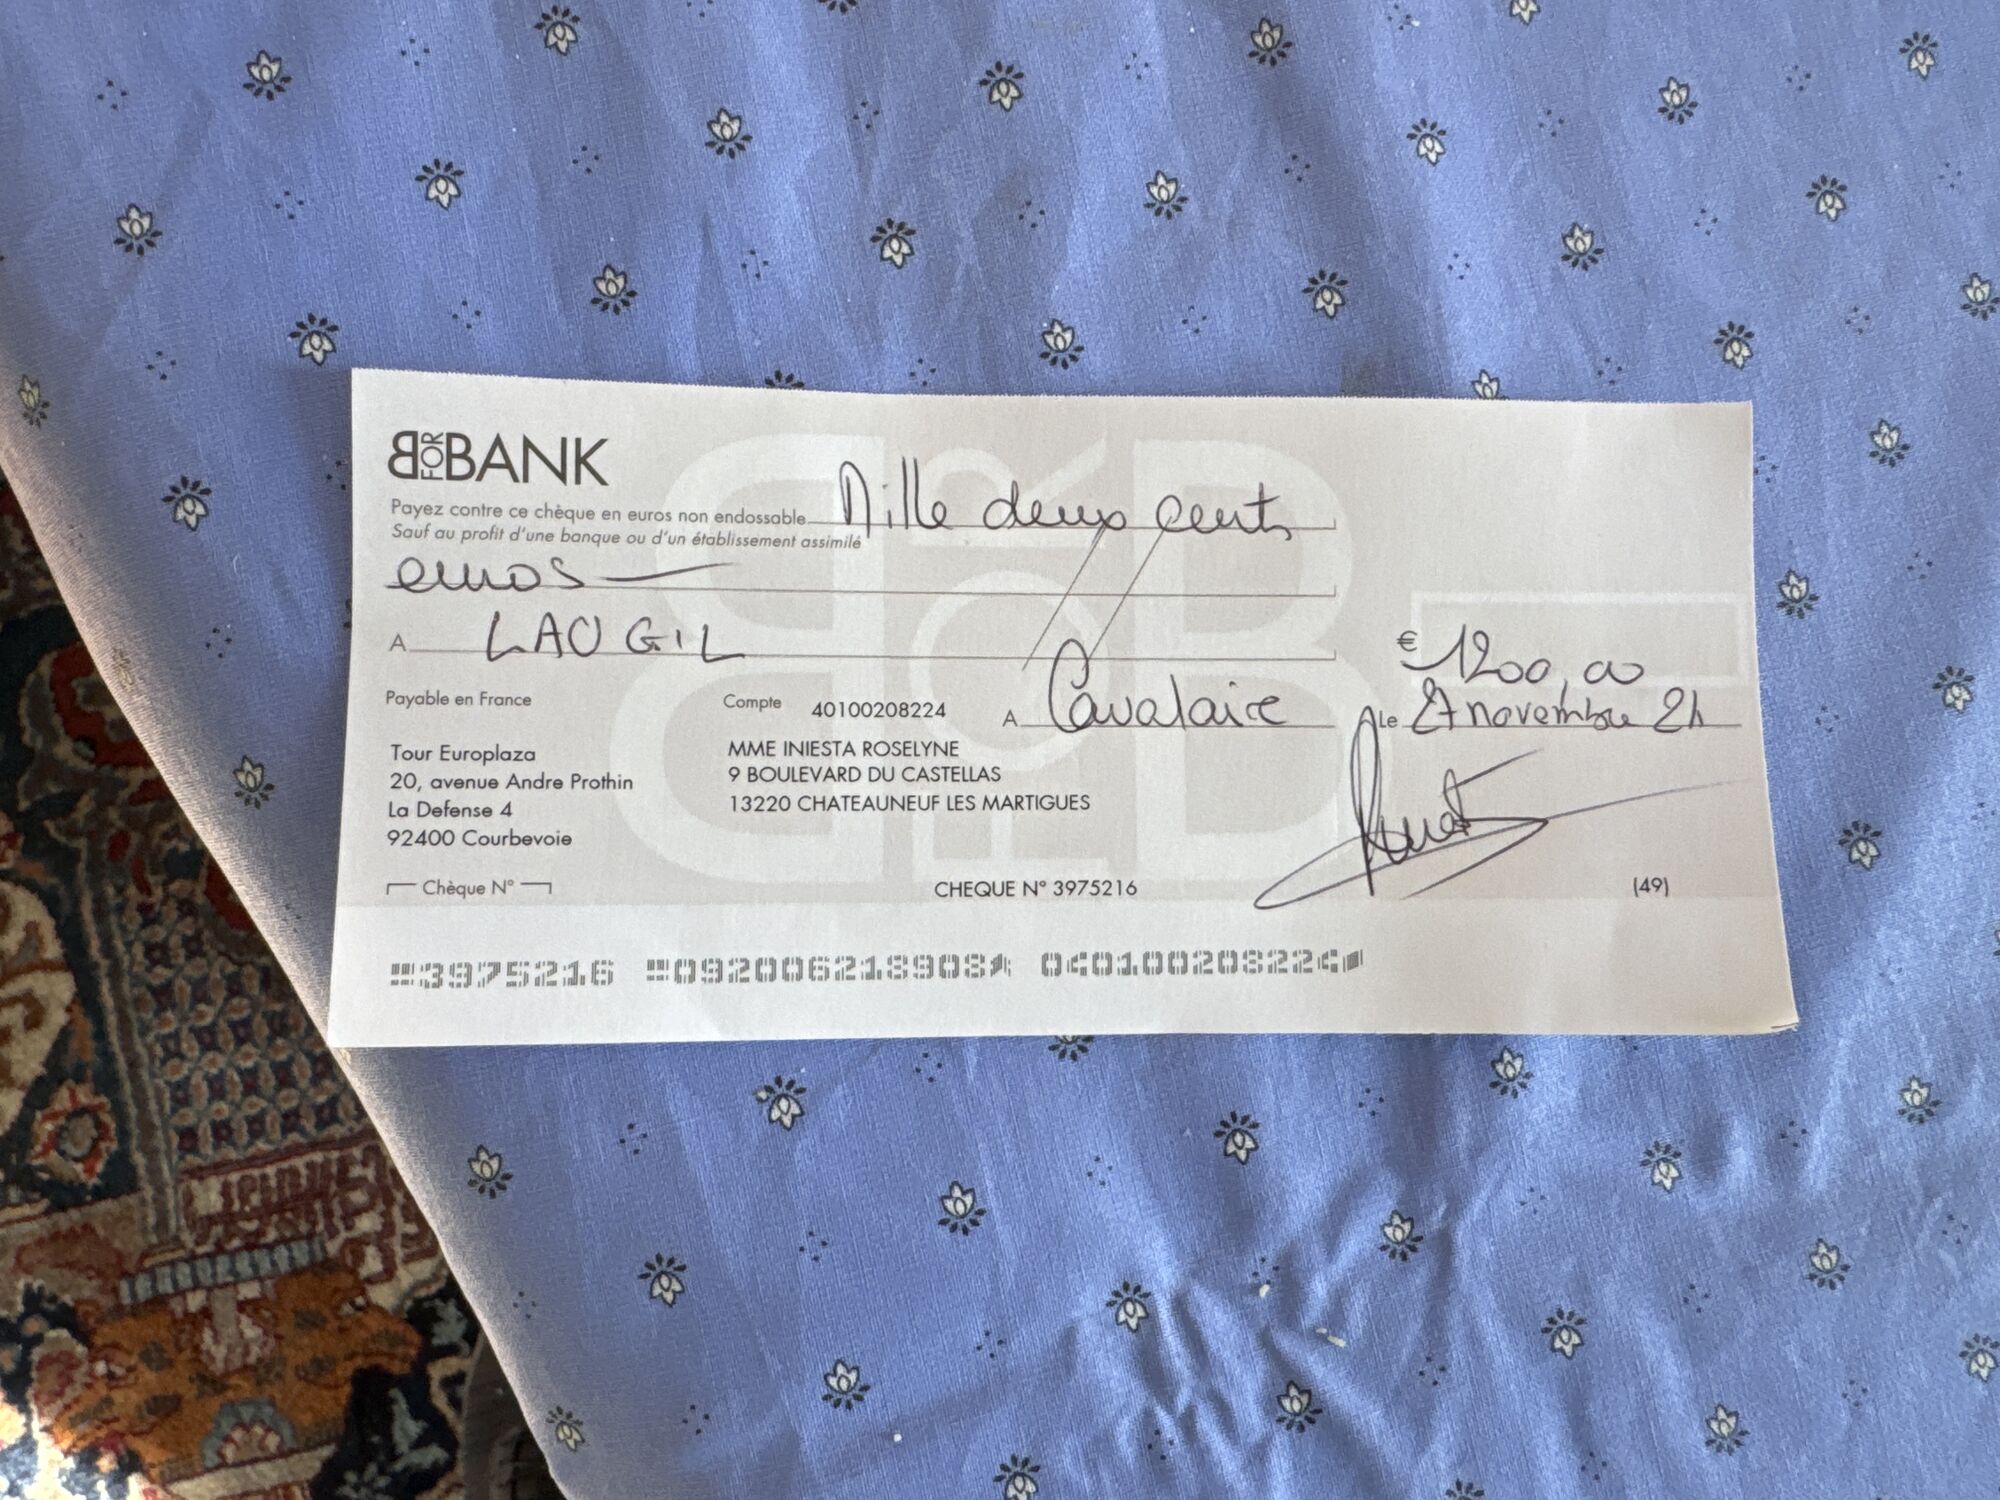 BforBANK
Payez contre ce chèque en euros non endossable Mille deux cents
Sauf au profit d'une banque ou d'un établissement assimilé
euros
A LAO GIL
€ 1200,00
Payable en France
Compte 40100208224
A Cavalaire
Le 27 novembre 24
Tour Europlaza
20, avenue Andre Prothin
La Defense 4
92400 Courbevoie
MME INIESTA ROSELYNE
9 BOULEVARD DU CASTELLAS
13220 CHATEAUNEUF LES MARTIGUES
Chèque N°
CHEQUE N° 3975216
(49)
3975216 092006218908 040100208224